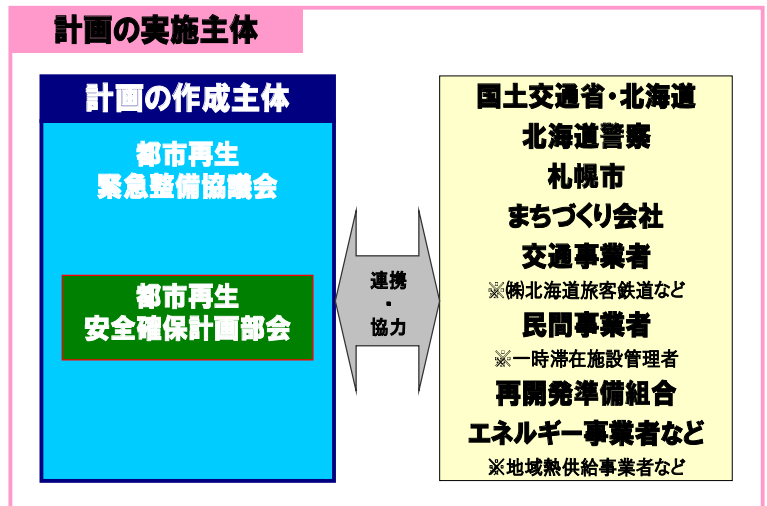 計画の実施主体
計画の作成主体
都市再生
緊急整備協議会
都市再生
安全確保計画部会
連携
・
協力
国土交通省・北海道
北海道警察
札幌市
まちづくり会社
交通事業者
※㈱北海道旅客鉄道など
民間事業者
※一時滞在施設管理者
再開発準備組合
エネルギー事業者など
※地域熱供給事業者など